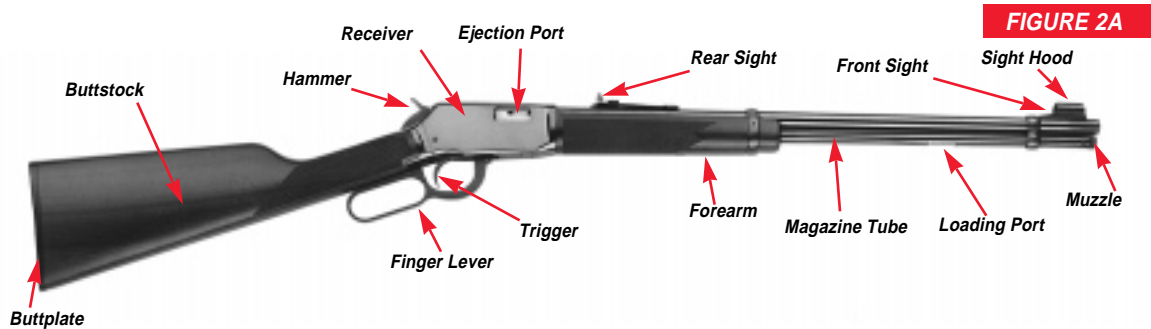 FIGURE 2A
Receiver
Ejection Port
Rear Sight
Front Sight
Sight Hood
Hammer
Buttstock
Forearm
Magazine Tube
Loading Port
Muzzle
Trigger
Finger Lever
Buttplate